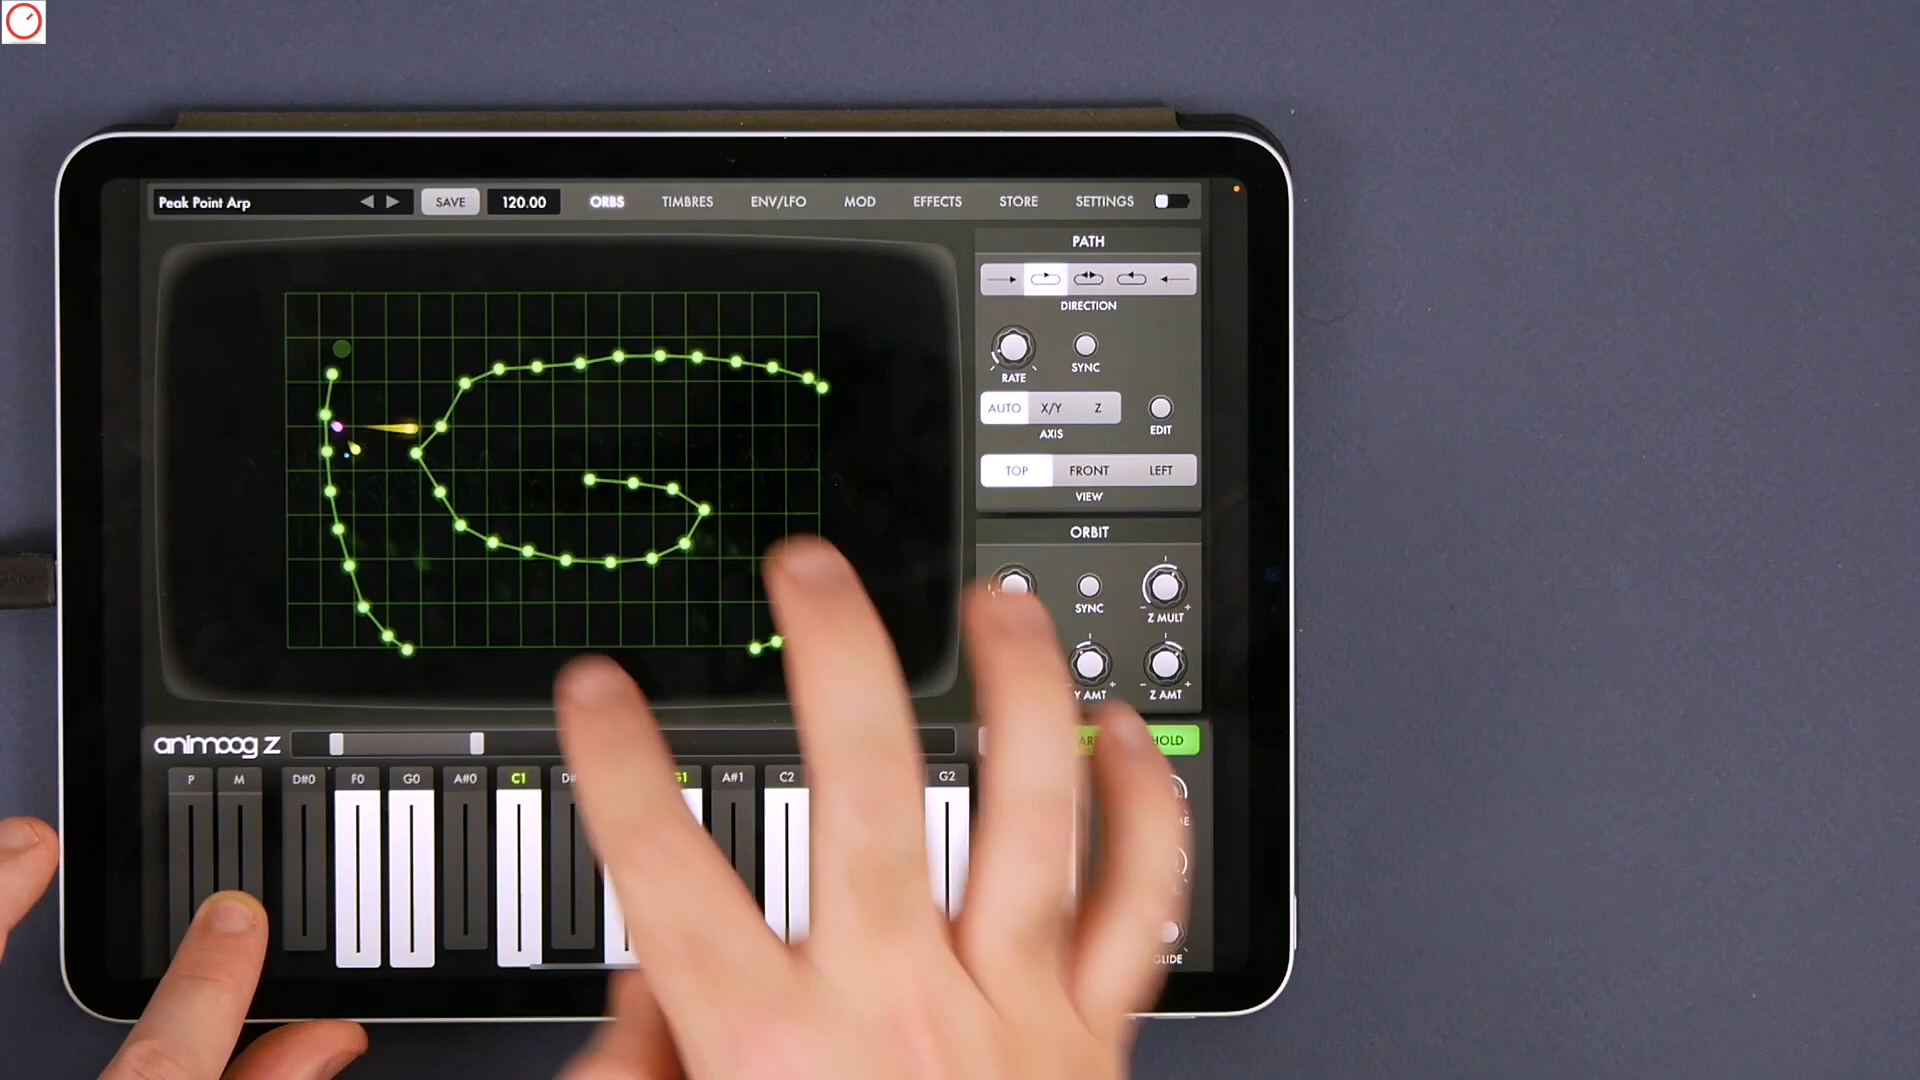 Peak Point Arp SAVE 120.00 ORBS TIMBRES ENV/LFO MOD EFFECTS STORE SETTINGS
PATH
DIRECTION
RATE SYNC
AUTO X/Y Z
AXIS EDIT
TOP FRONT LEFT
VIEW
ORBIT
SYNC Z MULT
Y AMT Z AMT
animoog Z HOLD
P M D#0 F0 G0 A#0 C1 G1 A#1 C2 G2
GLIDE